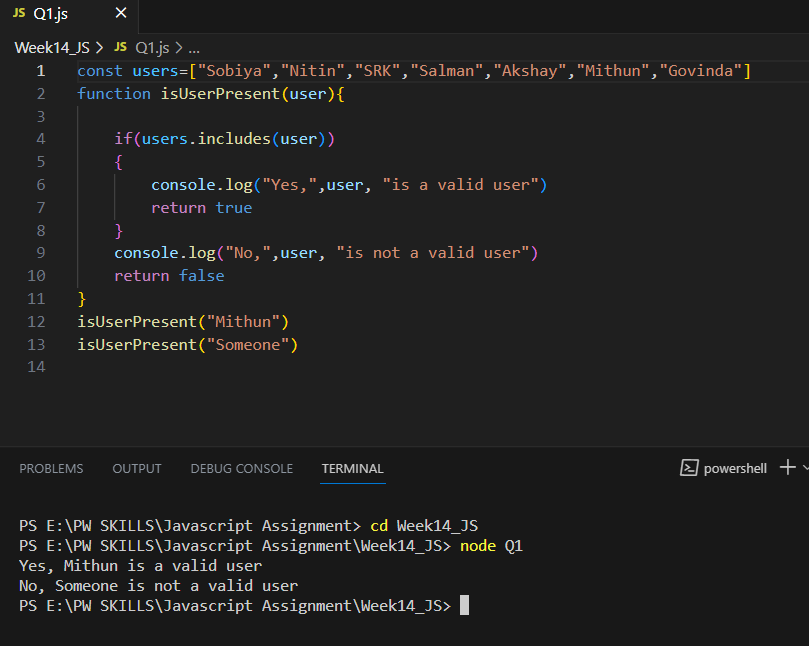 JS Q1.js ×
Week14_JS > JS Q1.js > ...
1 const users=["Sobiya","Nitin","SRK","Salman","Akshay","Mithun","Govinda"]
2 function isUserPresent(user){
3
4 if(users.includes(user))
5 {
6 console.log("Yes,",user, "is a valid user")
7 return true
8 }
9 console.log("No,",user, "is not a valid user")
10 return false
11 }
12 isUserPresent("Mithun")
13 isUserPresent("Someone")
14
PROBLEMS OUTPUT DEBUG CONSOLE TERMINAL powershell
PS E:\PW SKILLS\Javascript Assignment> cd Week14_JS
PS E:\PW SKILLS\Javascript Assignment\Week14_JS> node Q1
Yes, Mithun is a valid user
No, Someone is not a valid user
PS E:\PW SKILLS\Javascript Assignment\Week14_JS>